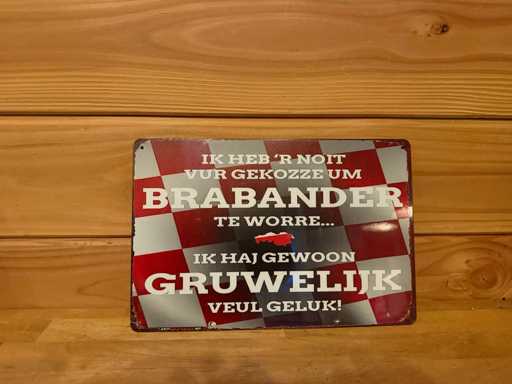 IK HEB 'R NOIT
VUR GEKOZZE UM
BRABANDER
TE WORRE...
IK HAJ GEWOON
GRUWELIJK
VEUL GELUK!